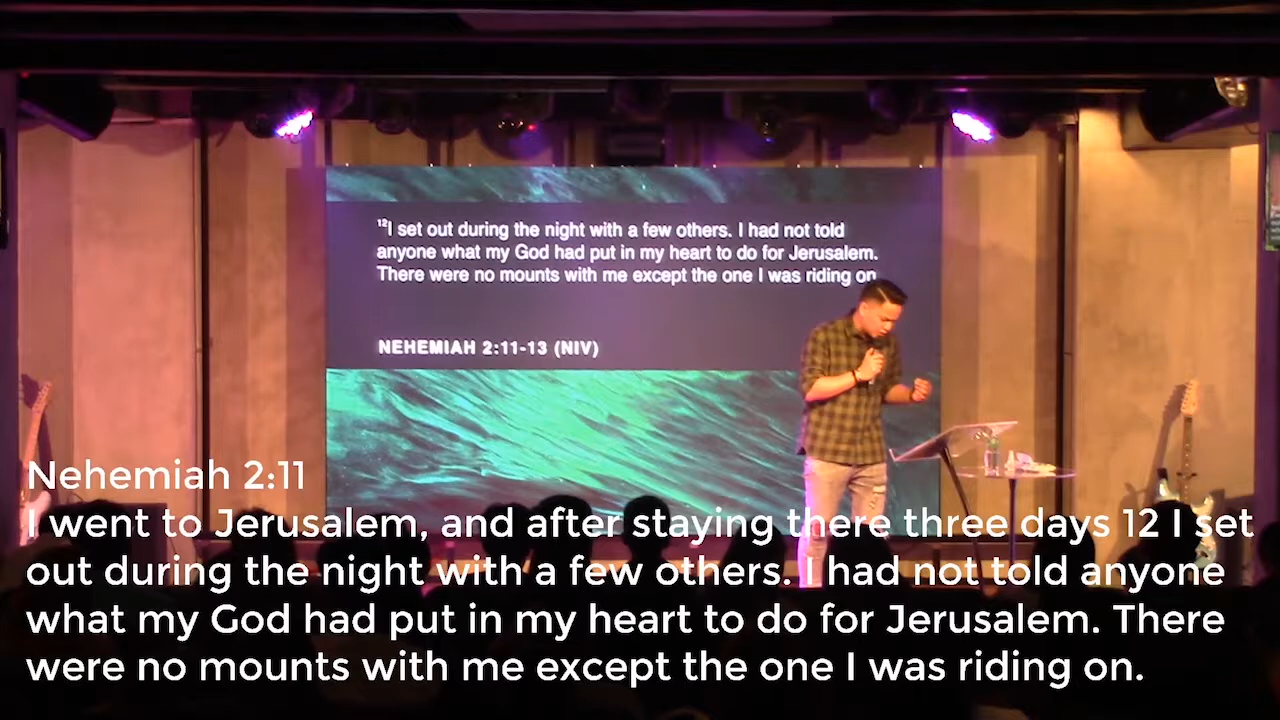 ¹²I set out during the night with a few others. I had not told
anyone what my God had put in my heart to do for Jerusalem.
There were no mounts with me except the one I was riding on
NEHEMIAH 2:11-13 (NIV)
Nehemiah 2:11
I went to Jerusalem, and after staying there three days 12 I set
out during the night with a few others. I had not told anyone
what my God had put in my heart to do for Jerusalem. There
were no mounts with me except the one I was riding on.